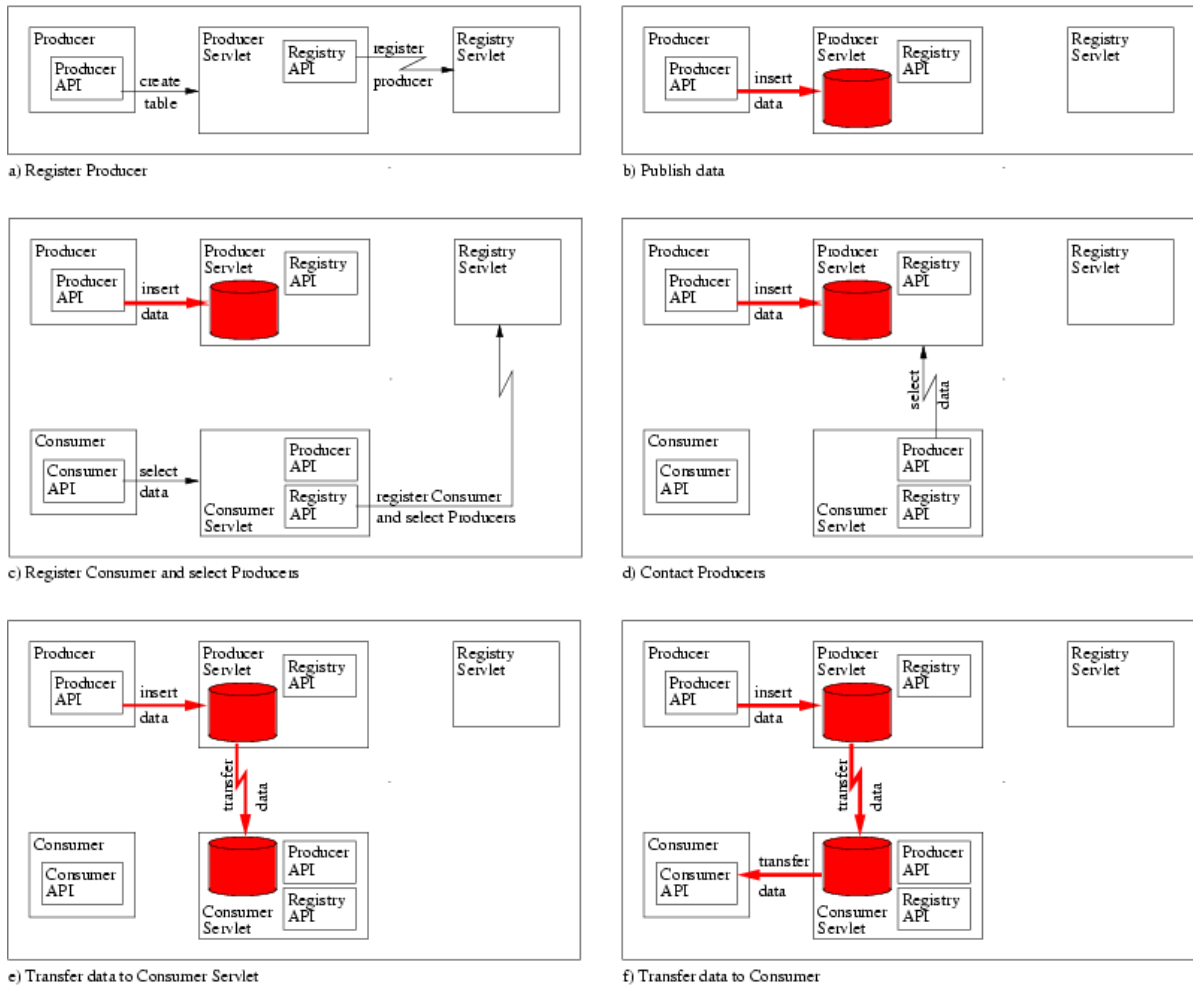 Producer
Producer
API
create
table
Producer
Servlet
Registry
API
register
producer
Registry
Servlet
a) Register Producer
Producer
Producer
API
insert
data
Producer
Servlet
Registry
API
Registry
Servlet
b) Publish data
Producer
Producer
API
insert
data
Producer
Servlet
Registry
API
Registry
Servlet
Consumer
Consumer
API
select
data
Producer
API
Registry
API
Consumer
Servlet
register Consumer
and select Producers
c) Register Consumer and select Producers
Producer
Producer
API
insert
data
Producer
Servlet
Registry
API
Registry
Servlet
select
data
Consumer
Consumer
API
Producer
API
Registry
API
Consumer
Servlet
d) Contact Producers
Producer
Producer
API
insert
data
Producer
Servlet
Registry
API
Registry
Servlet
transfer
data
Consumer
Consumer
API
Producer
API
Registry
API
Consumer
Servlet
e) Transfer data to Consumer Servlet
Producer
Producer
API
insert
data
Producer
Servlet
Registry
API
Registry
Servlet
transfer
data
Consumer
Consumer
API
transfer
data
Producer
API
Registry
API
Consumer
Servlet
f) Transfer data to Consumer